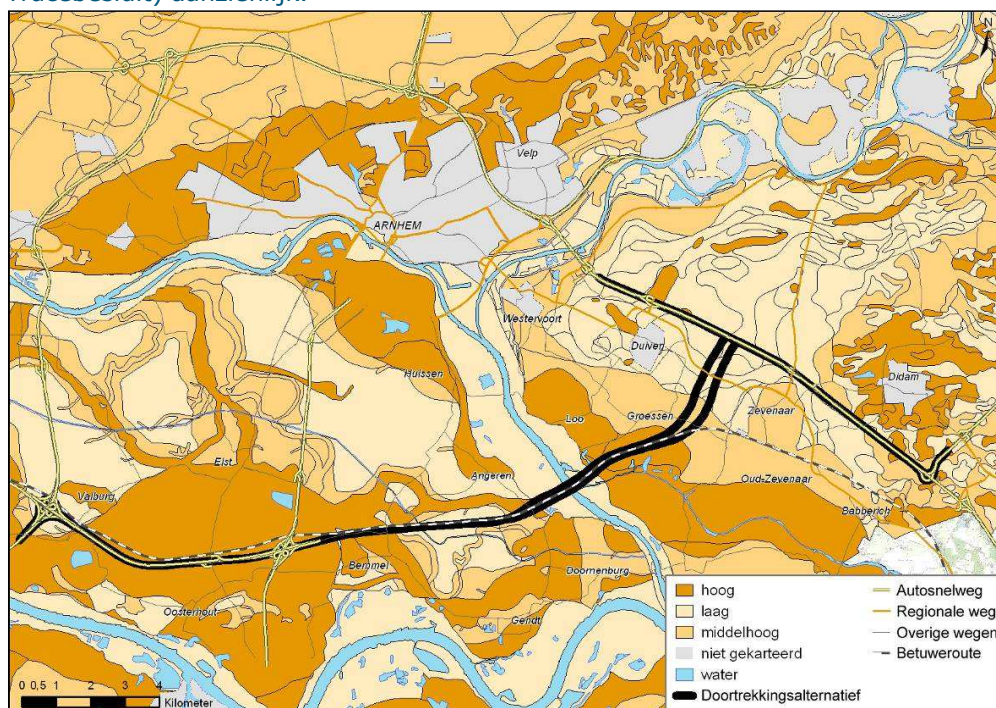 Tracébesluit) aanzienlijk.
N
Velp
ARNHEM
Westervoort
Duiven
Didam
Huissen
Loo
Groessen
Zevenaar
Elst
Angeren
Oud-Zevenaar
Valburg
Babberich
Bemmel
Doornenburg
Oosterhout
Gendt
hoog
laag
middelhoog
niet gekarteerd
water
Doortrekkingsalternatief
Autosnelweg
Regionale weg
Overige wegen
Betuweroute
0 0,5 1 2 3 4
Kilometer